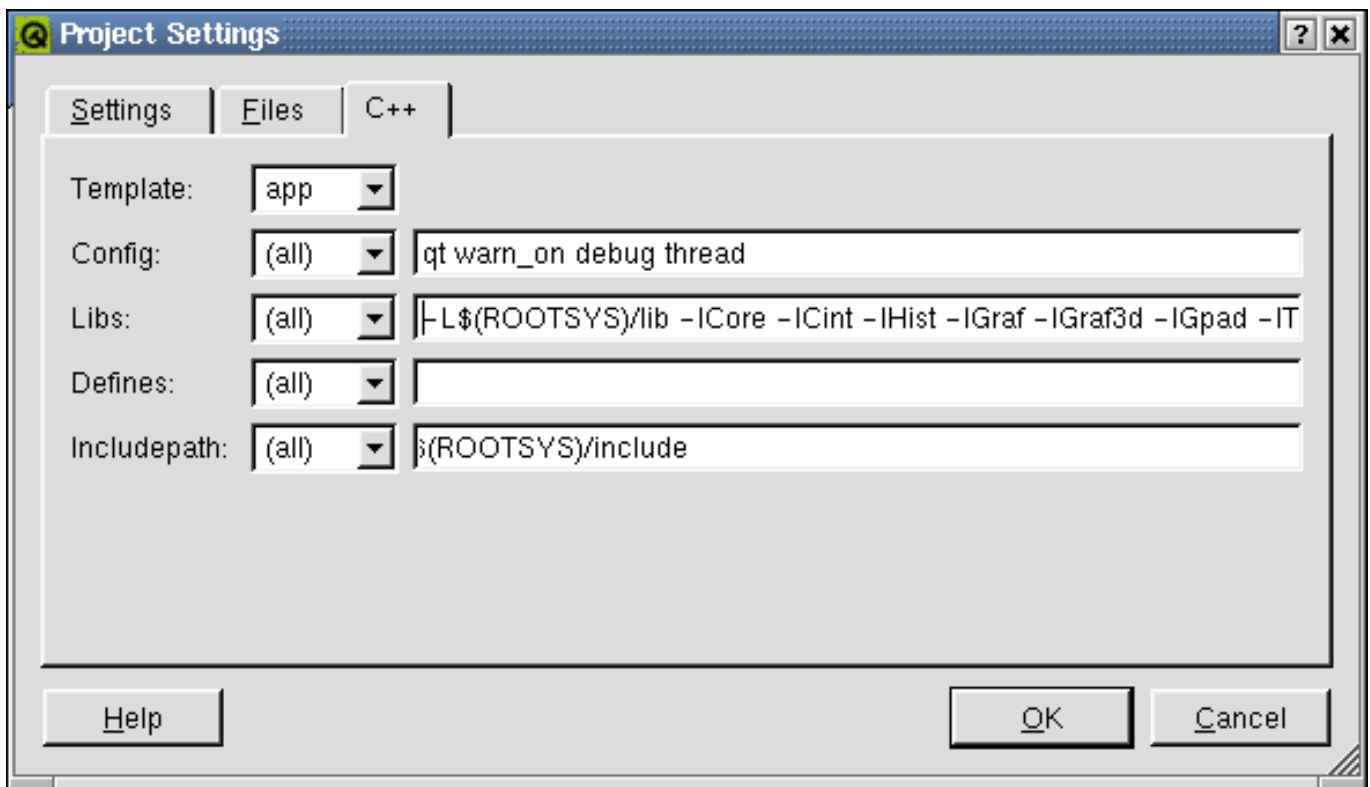 Project Settings
Settings Files C++
Template: app
Config: (all) qt warn_on debug thread
Libs: (all) -L$(ROOTSYS)/lib -lCore -lCint -lHist -lGraf -lGraf3d -lGpad -lT
Defines: (all)
Includepath: (all) $(ROOTSYS)/include
Help OK Cancel